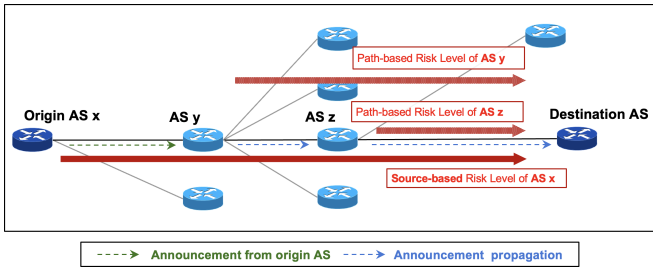 Path-based Risk Level of AS y
Origin AS x
AS y
Path-based Risk Level of AS z
AS z
Destination AS
Source-based Risk Level of AS x
Announcement from origin AS
Announcement propagation